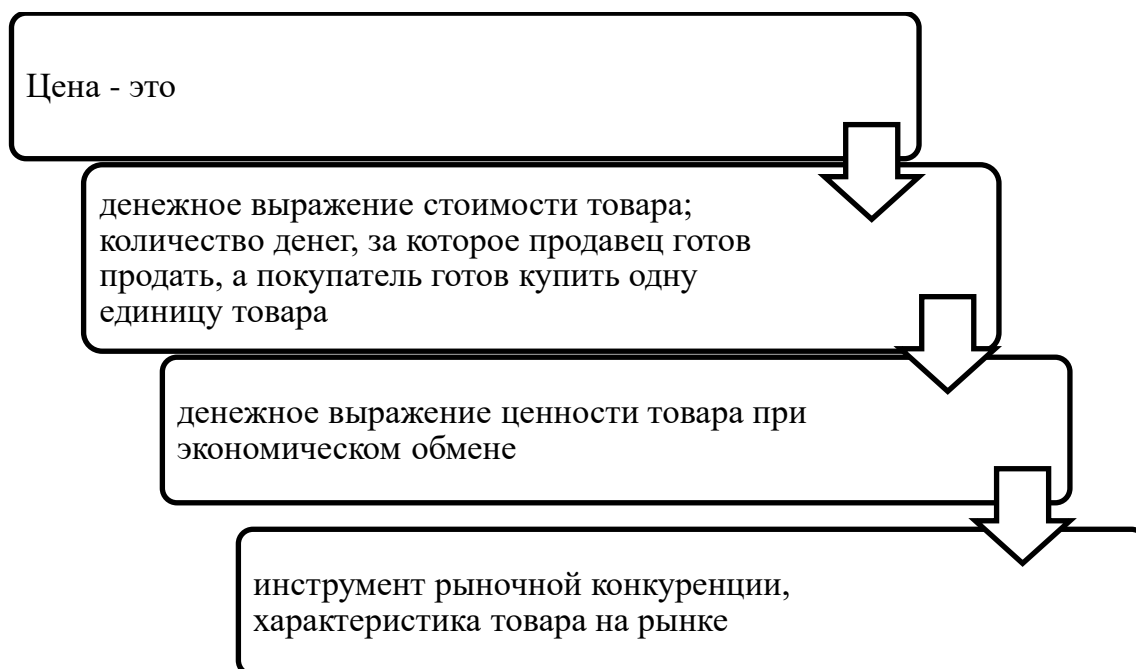 Цена - это
денежное выражение стоимости товара;
количество денег, за которое продавец готов
продать, а покупатель готов купить одну
единицу товара
денежное выражение ценности товара при
экономическом обмене
инструмент рыночной конкуренции,
характеристика товара на рынке